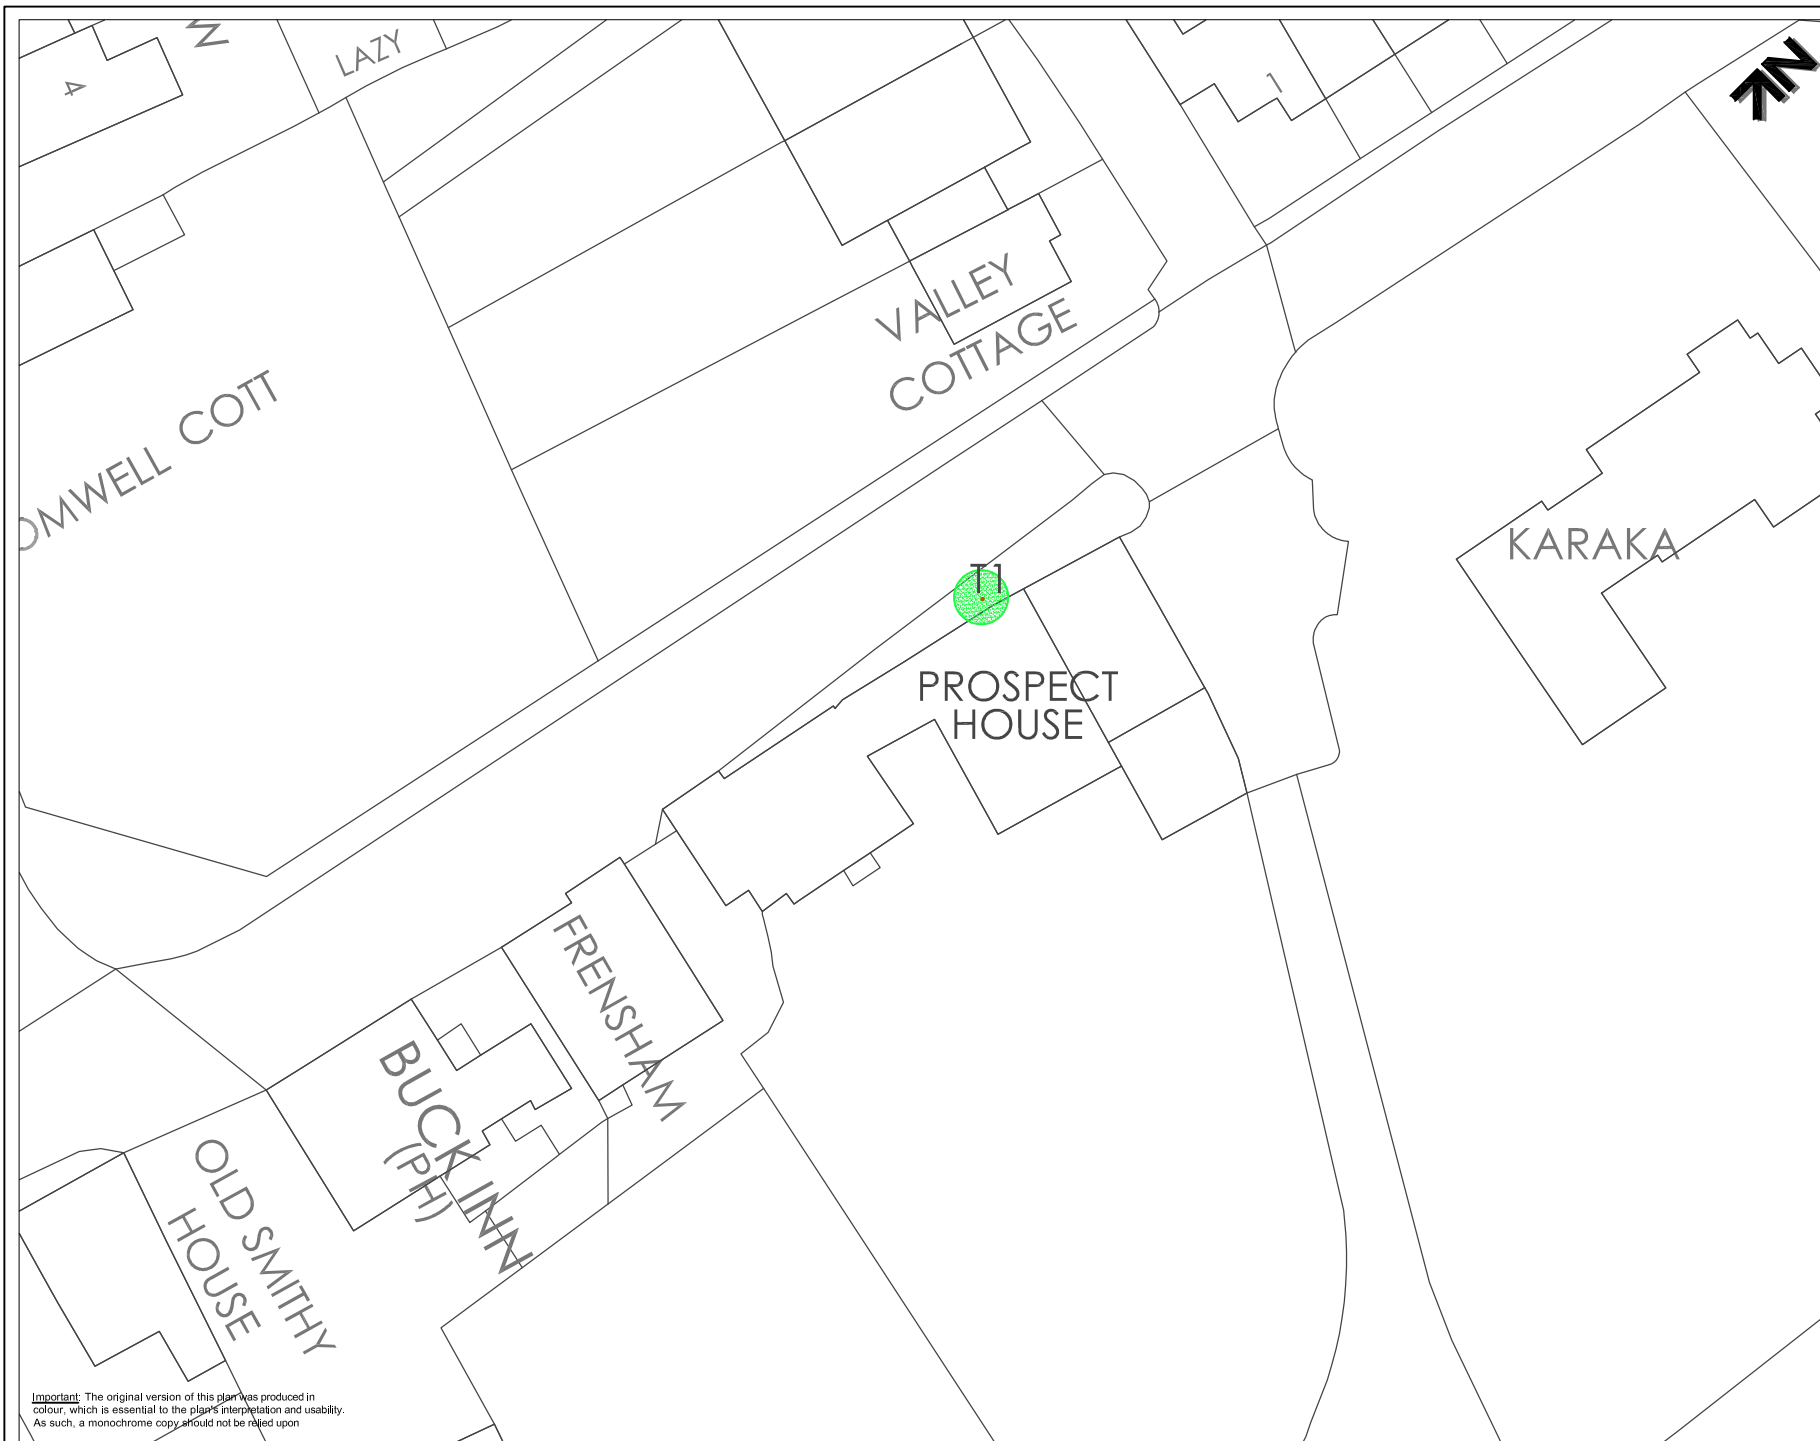 W
LAZY
4
1
N
VALLEY
COTTAGE
OMWELL COTT
KARAKA
T1
PROSPECT
HOUSE
FRENSHAM
BUCK INN
(PH)
OLD SMITHY
HOUSE
Important: The original version of this plan was produced in
colour, which is essential to the plan's interpretation and usability.
As such, a monochrome copy should not be relied upon